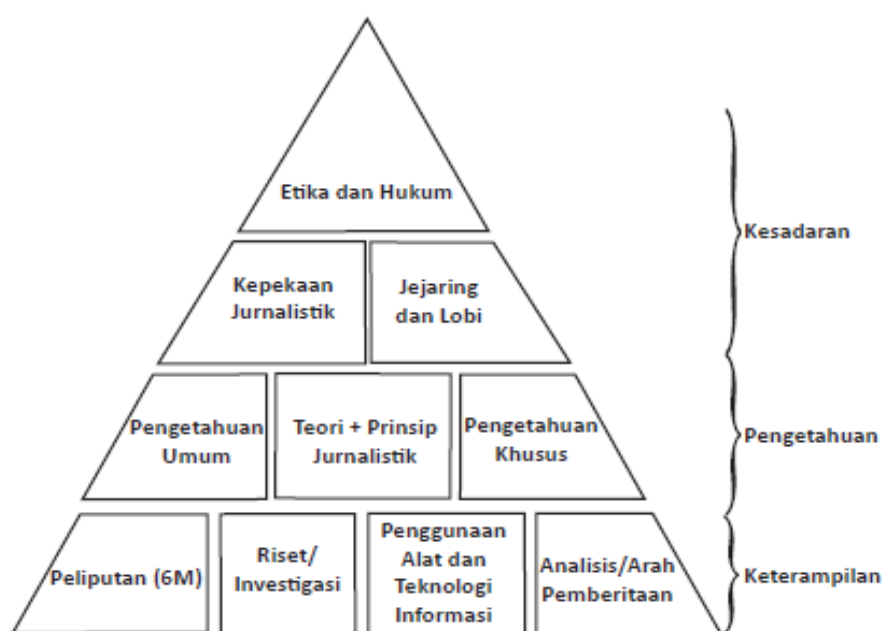 Etika dan Hukum
Kesadaran
Kepekaan
Jurnalistik
Jejaring
dan Lobi
Pengetahuan
Umum
Teori + Prinsip
Jurnalistik
Pengetahuan
Khusus
Pengetahuan
Peliputan (6M)
Riset/
Investigasi
Penggunaan
Alat dan
Teknologi
Informasi
Analisis/Arah
Pemberitaan
Keterampilan